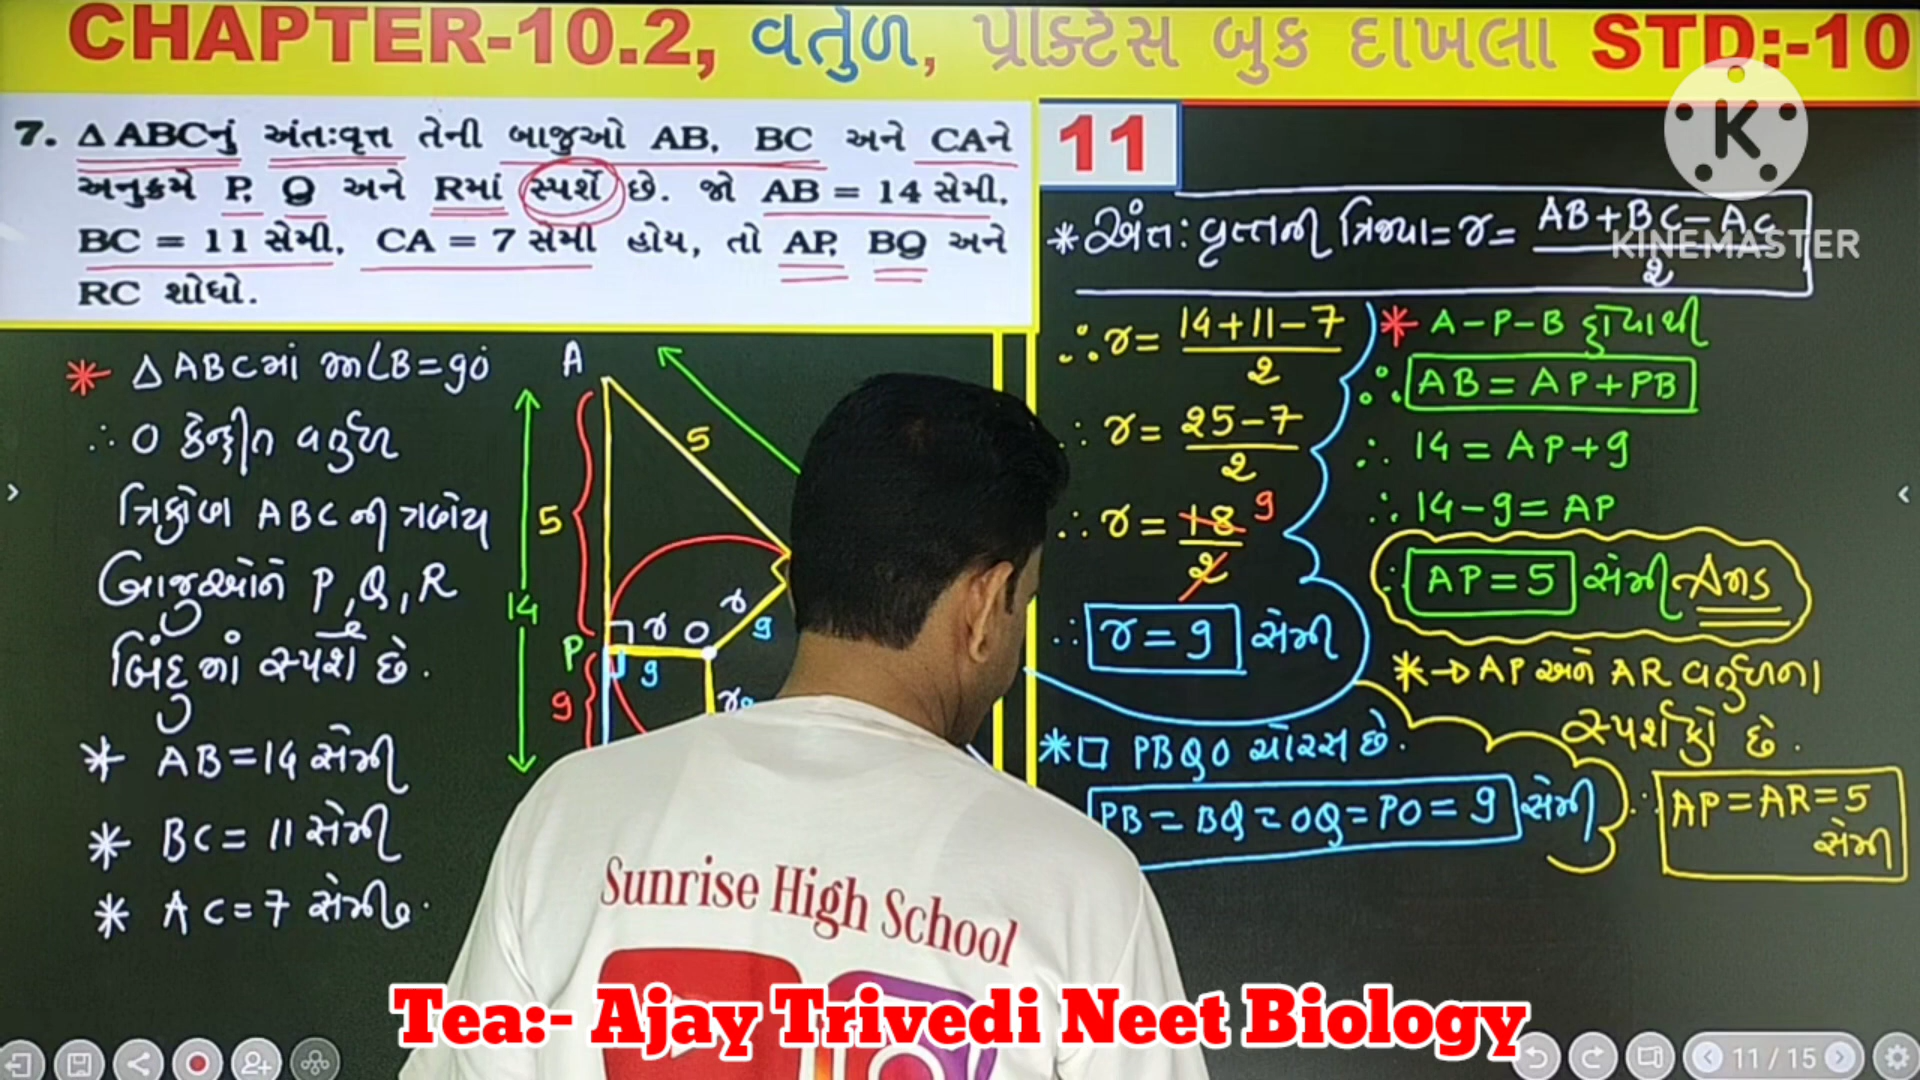 CHAPTER-10.2, વર્તુળ, પ્રેક્ટિસ બુક દાખલા STD:-10
7. Δ ABCનું અંતઃવૃત્ત તેની બાજુઓ AB, BC અને CAને
અનુક્રમે P, Q અને Rમાં સ્પર્શે છે. જો AB = 14 સેમી,
BC = 11 સેમી, CA = 7 સેમી હોય, તો AP, BQ અને
RC શોધો.
11
K
KINEMASTER
* અંતઃવૃત્તની ત્રિજ્યા = r = AB + BC − AC / 2
* Δ ABCમાં m∠B = 90
∴ O કેન્દ્રીત વર્તુળ
ત્રિકોણ ABC ની ત્રણેય
બાજુઓને P, Q, R
બિંદુમાં સ્પર્શે છે.
* AB = 14 સેમી
* BC = 11 સેમી
* AC = 7 સેમી
A
5
5
14
P
r O
r
9
9
9
r
∴ r = 14 + 11 − 7 / 2
∴ r = 25 − 7 / 2
∴ r = 18 / 2 9
∴ r = 9 સેમી
* □ PBQO ચોરસ છે.
PB = BQ = OQ = PO = 9 સેમી
* A − P − B હોવાથી
∴ AB = AP + PB
∴ 14 = AP + 9
∴ 14 − 9 = AP
∴ AP = 5 સેમી Ans
* → AP અને AR વર્તુળના
સ્પર્શકો છે.
∴ AP = AR = 5
સેમી
Sunrise High School
Tea:- Ajay Trivedi Neet Biology
11 / 15